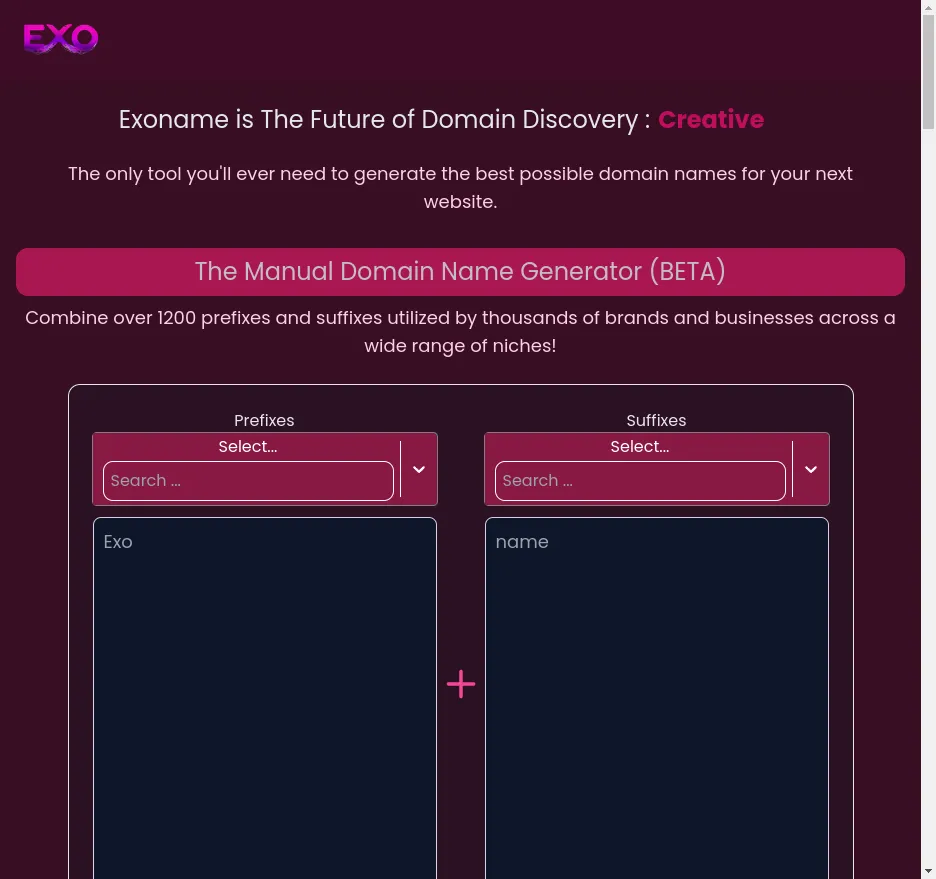 EXO
Exoname is The Future of Domain Discovery : Creative
The only tool you'll ever need to generate the best possible domain names for your next
website.
The Manual Domain Name Generator (BETA)
Combine over 1200 prefixes and suffixes utilized by thousands of brands and businesses across a
wide range of niches!
Prefixes
Suffixes
Select...
Select...
Search ...
Search ...
Exo
name